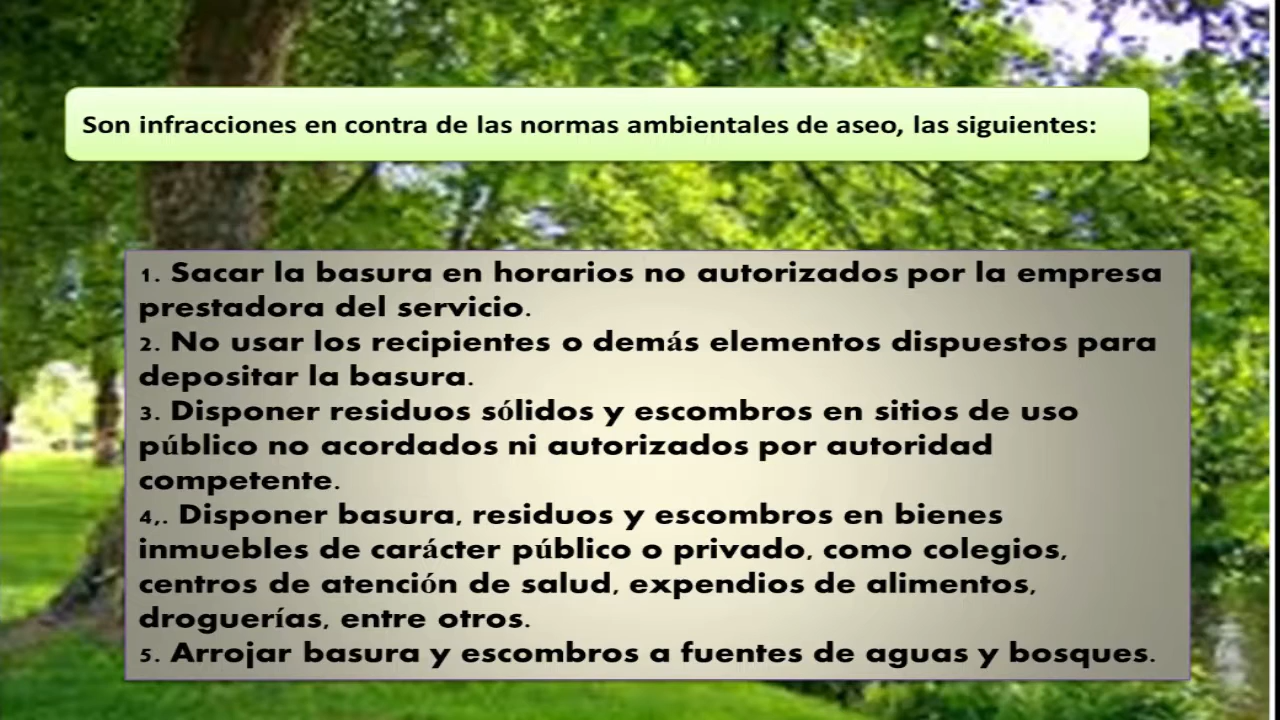 Son infracciones en contra de las normas ambientales de aseo, las siguientes:
1. Sacar la basura en horarios no autorizados por la empresa
prestadora del servicio.
2. No usar los recipientes o demás elementos dispuestos para
depositar la basura.
3. Disponer residuos sólidos y escombros en sitios de uso
público no acordados ni autorizados por autoridad
competente.
4,. Disponer basura, residuos y escombros en bienes
inmuebles de carácter público o privado, como colegios,
centros de atención de salud, expendios de alimentos,
droguerías, entre otros.
5. Arrojar basura y escombros a fuentes de aguas y bosques.